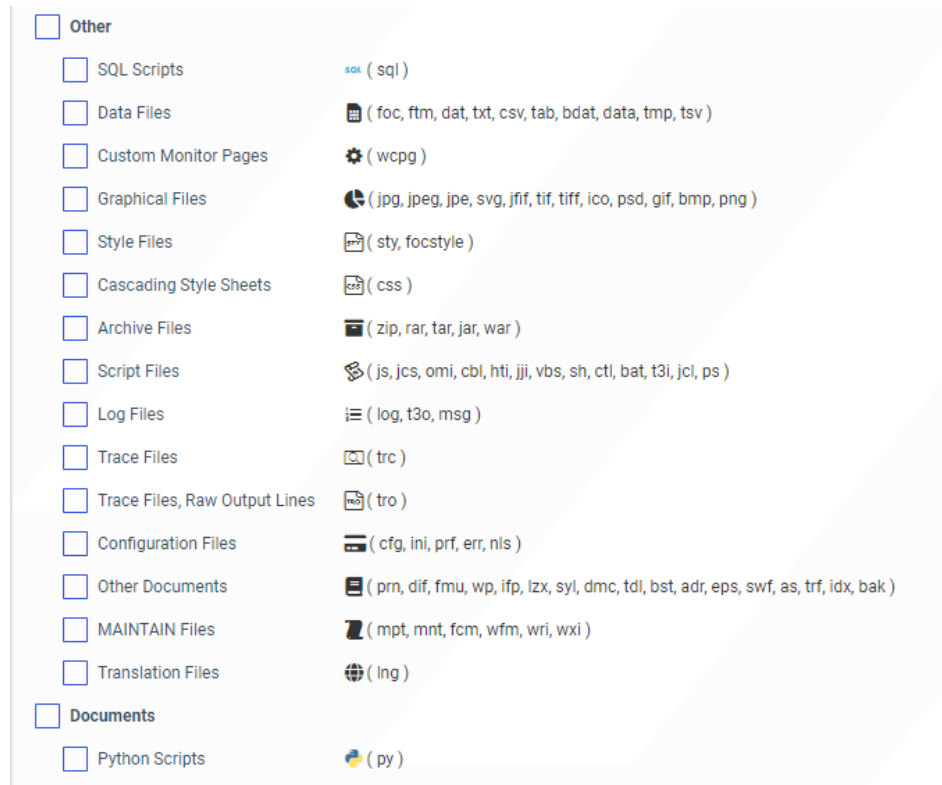 Other
SQL Scripts SQL ( sql )
Data Files ( foc, ftm, dat, txt, csv, tab, bdat, data, tmp, tsv )
Custom Monitor Pages ( wcpg )
Graphical Files ( jpg, jpeg, jpe, svg, jfif, tif, tiff, ico, psd, gif, bmp, png )
Style Files STY ( sty, focstyle )
Cascading Style Sheets CSS ( css )
Archive Files ( zip, rar, tar, jar, war )
Script Files ( js, jcs, omi, cbl, hti, jji, vbs, sh, ctl, bat, t3i, jcl, ps )
Log Files ( log, t3o, msg )
Trace Files ( trc )
Trace Files, Raw Output Lines TRO ( tro )
Configuration Files ( cfg, ini, prf, err, nls )
Other Documents ( prn, dif, fmu, wp, ifp, lzx, syl, dmc, tdl, bst, adr, eps, swf, as, trf, idx, bak )
MAINTAIN Files ( mpt, mnt, fcm, wfm, wri, wxi )
Translation Files ( lng )
Documents
Python Scripts ( py )